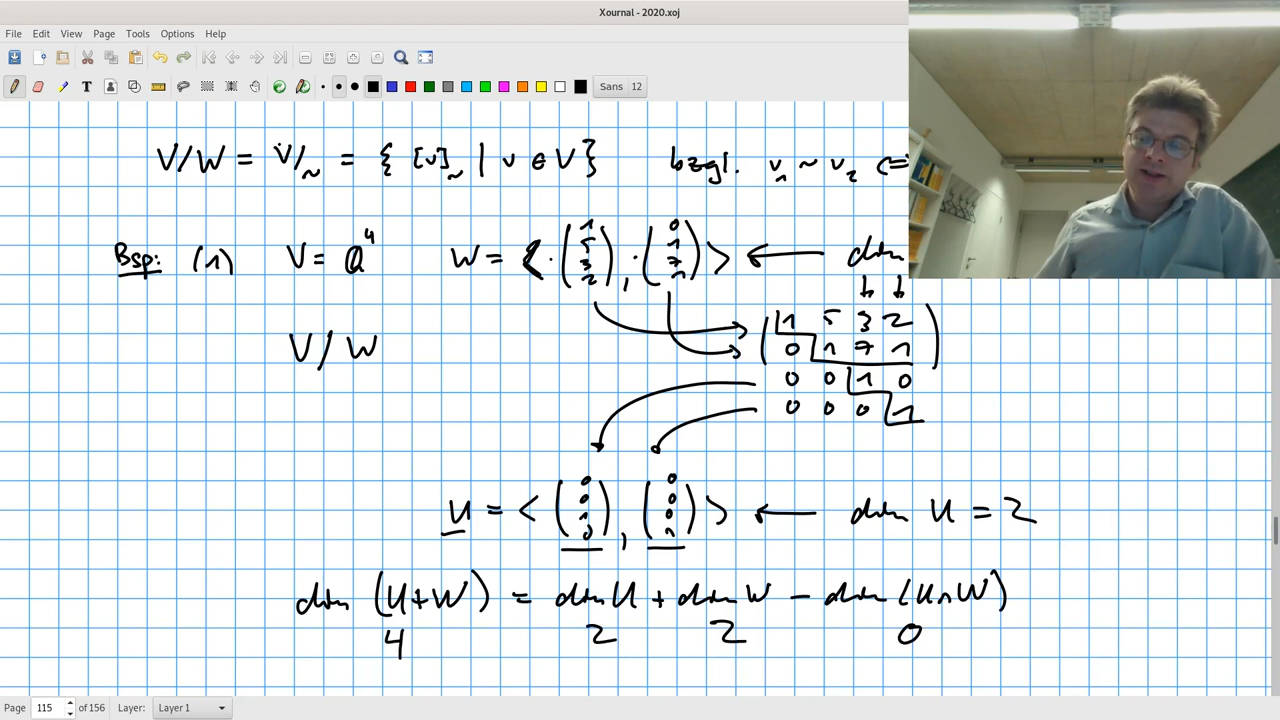 Xournal - 2020.xoj
File Edit View Page Tools Options Help
Sans 12
V/W = V/~ = { [v]~ | v ∈ V } bzgl. v₁ ~ v₂ (=
Bsp: (1) V = Q⁴ W = < · (1 5 3 2) , · (0 1 7 1) > ← dim
V / W
1 5 3 2
0 1 7 1
0 0 1 0
0 0 0 1
U = < (0 0 1 0) , (0 0 0 1) > ← dim U = 2
dim (U+W) = dim U + dim W - dim (U∩W)
4 2 2 0
Page 115 of 156 Layer: Layer 1